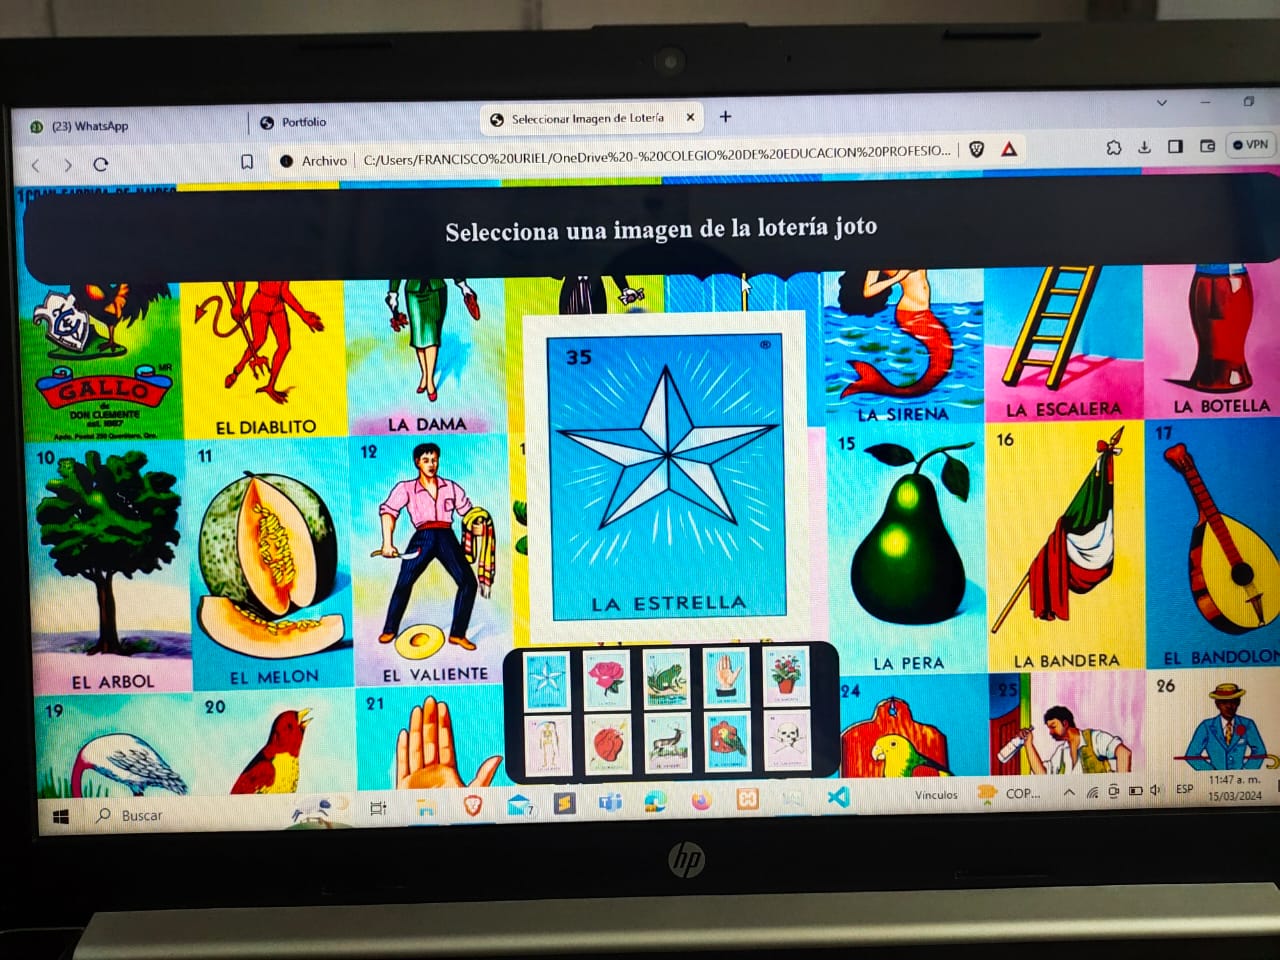 (23) WhatsApp
Portfolio
Seleccionar Imagen de Lotería
Archivo
C:/Users/FRANCISCO%20URIEL/OneDrive%20-%20COLEGIO%20DE%20EDUCACION%20PROFESIO...
VPN
Selecciona una imagen de la lotería joto
GALLO
MR
de
DON CLEMENTE
est. 1887
EL DIABLITO
LA DAMA
LA SIRENA
LA ESCALERA
LA BOTELLA
35
®
LA ESTRELLA
10
EL ARBOL
11
EL MELON
12
EL VALIENTE
15
LA PERA
16
LA BANDERA
17
EL BANDOLON
19
20
21
24
25
26
Buscar
7
Vínculos
COP...
ESP
11:47 a. m.
15/03/2024
hp